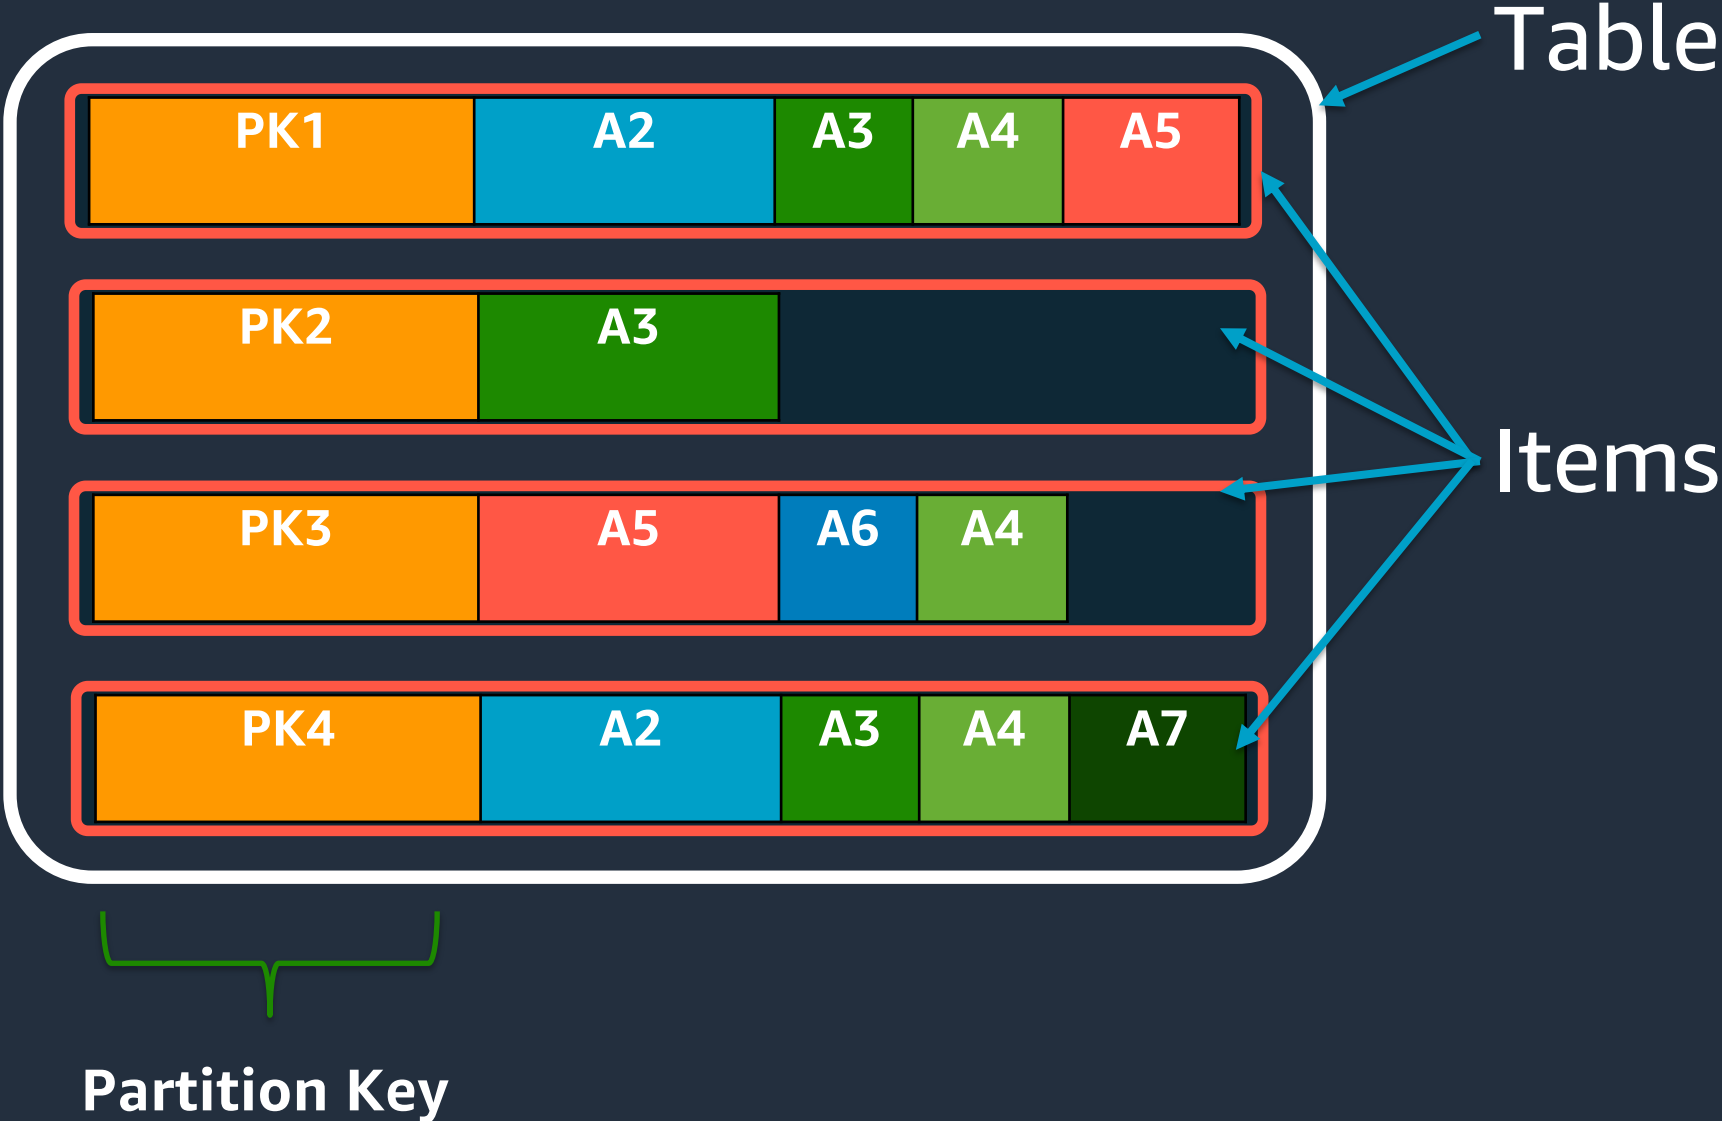 Table
PK1 A2 A3 A4 A5
PK2 A3
Items
PK3 A5 A6 A4
PK4 A2 A3 A4 A7
Partition Key